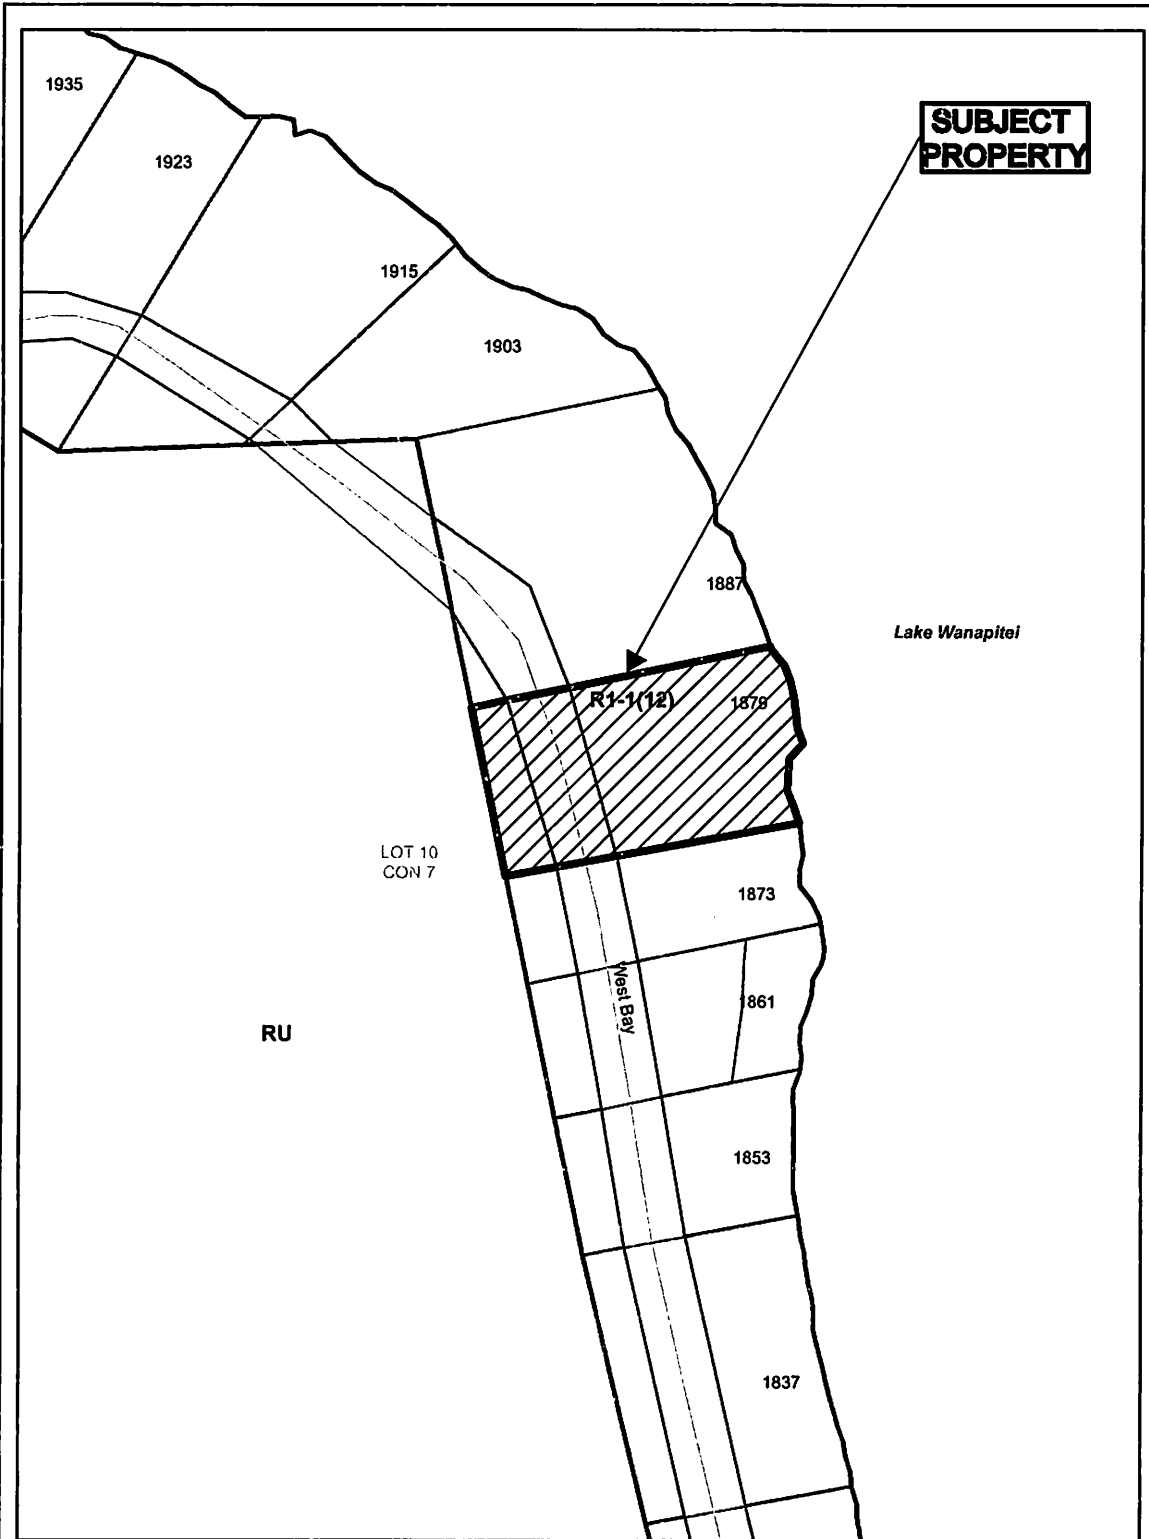 1935
SUBJECT
PROPERTY
1923
1915
1903
1887
Lake Wanapitei
R1-1(12)
1879
LOT 10
CON 7
1873
West Bay
1861
RU
1853
1837